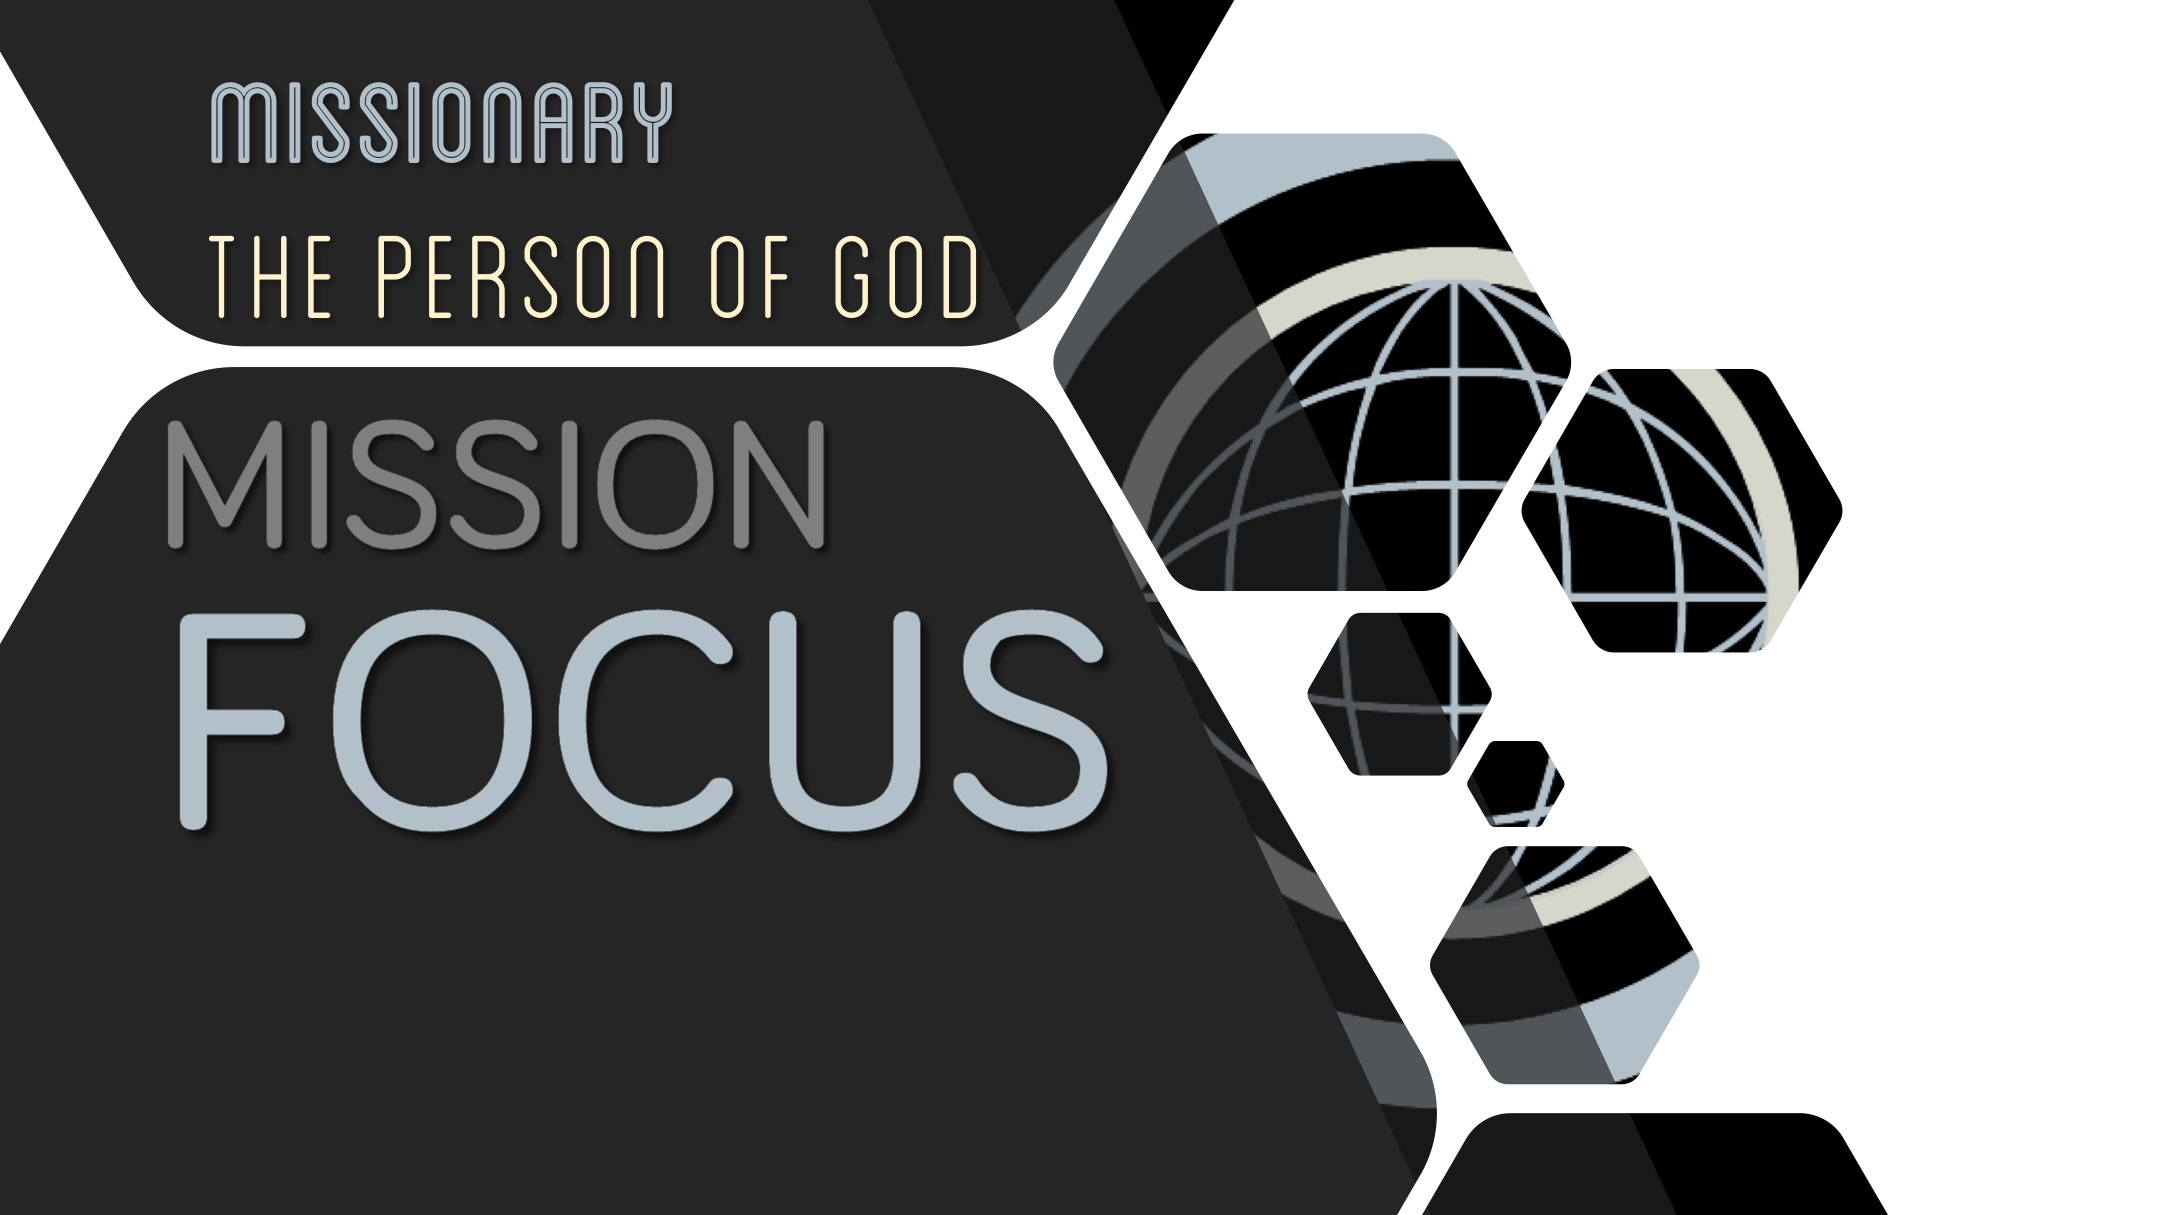 MISSIONARY
THE PERSON OF GOD
MISSION
FOCUS